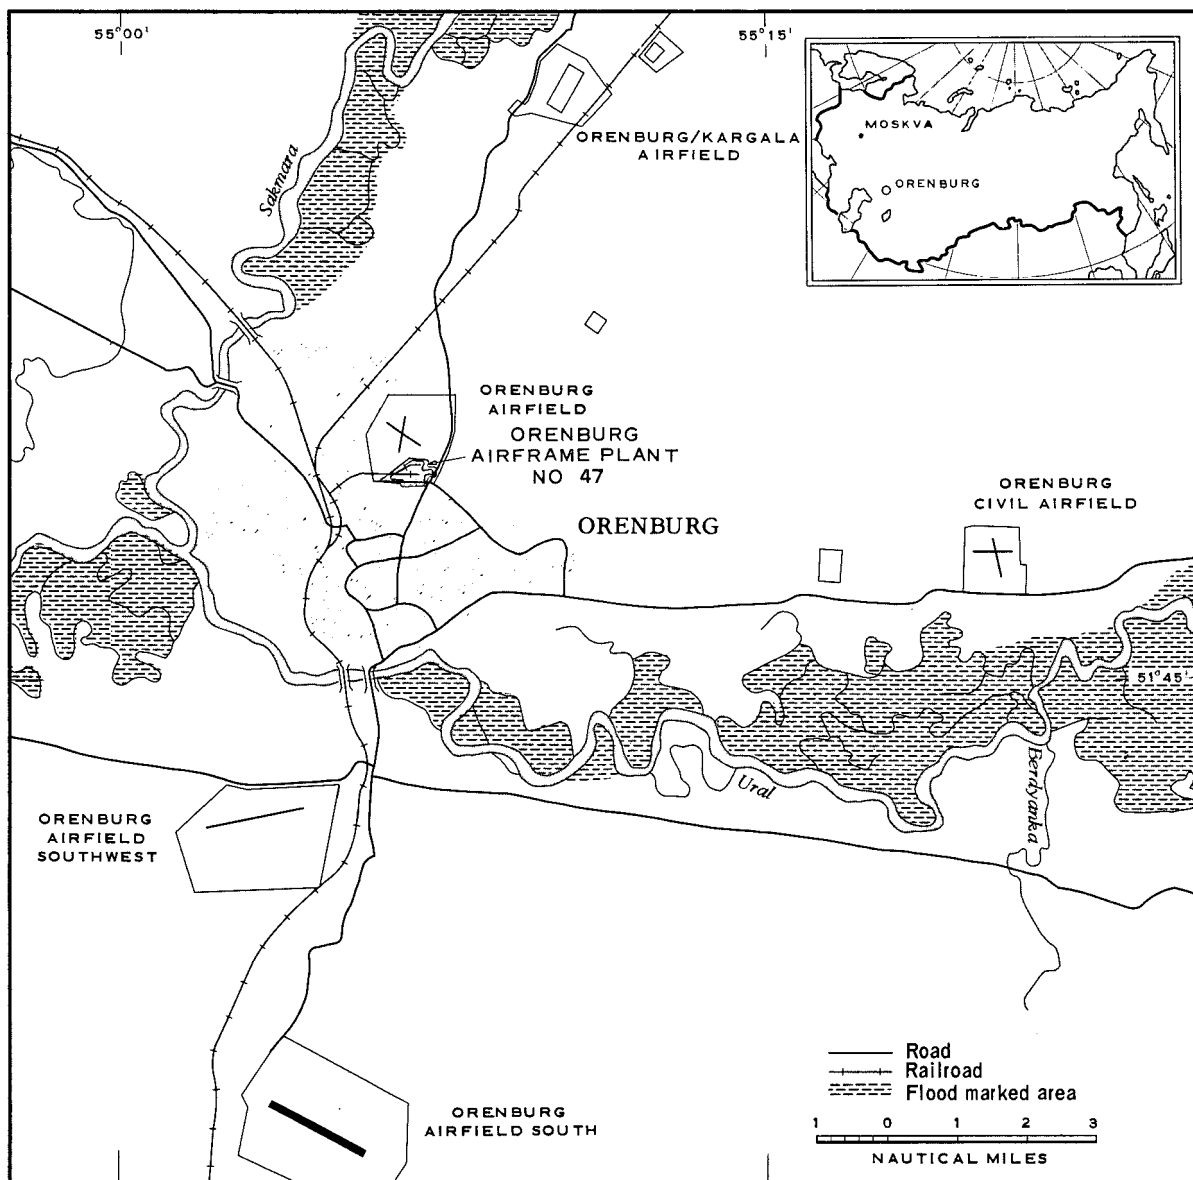 55°00'
55°15'
MOSKVA
ORENBURG
ORENBURG/KARGALA
AIRFIELD
Sakmara
ORENBURG
AIRFIELD
ORENBURG
AIRFRAME PLANT
NO 47
ORENBURG
CIVIL AIRFIELD
ORENBURG
51°45'
Ural
Berdyanka
ORENBURG
AIRFIELD
SOUTHWEST
Road
Railroad
Flood marked area
1 0 1 2 3
NAUTICAL MILES
ORENBURG
AIRFIELD SOUTH